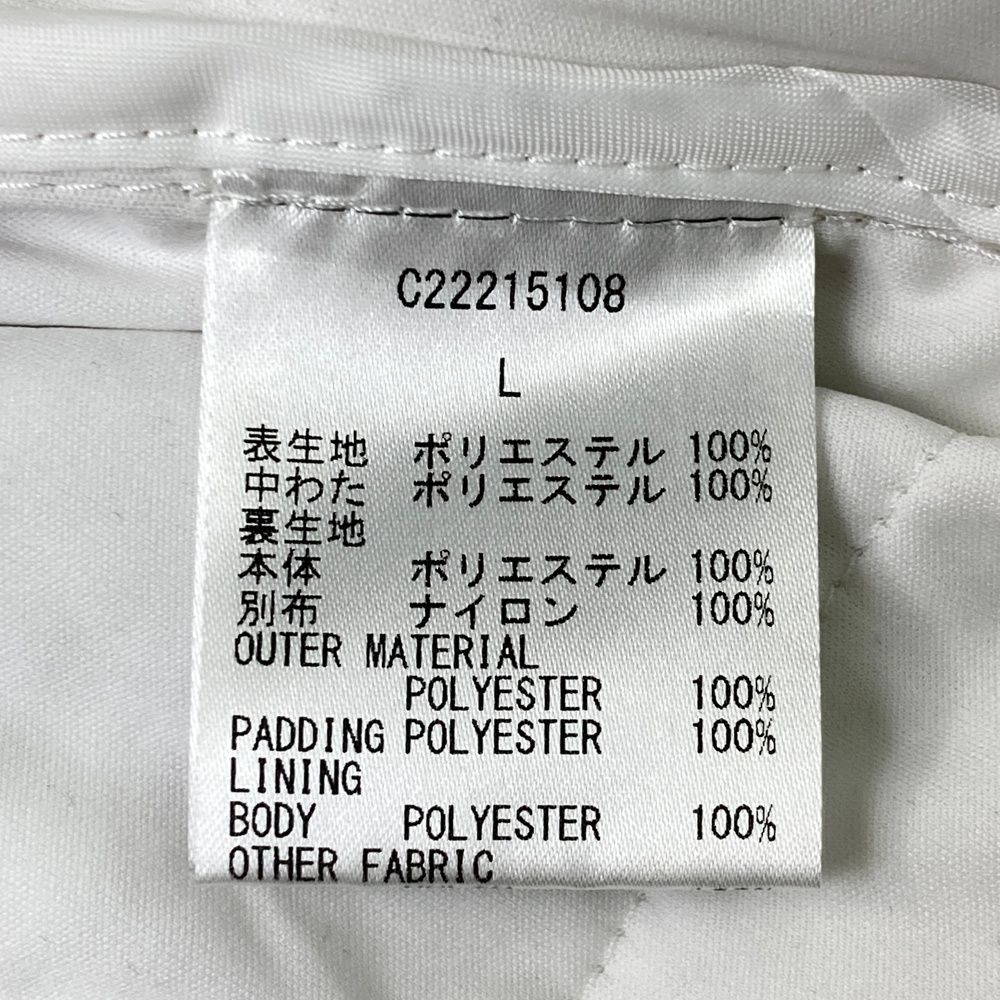 C22215108
L
表生地 ポリエステル 100%
中わた ポリエステル 100%
裏生地
本体 ポリエステル 100%
別布 ナイロン 100%
OUTER MATERIAL
POLYESTER 100%
PADDING POLYESTER 100%
LINING
BODY POLYESTER 100%
OTHER FABRIC